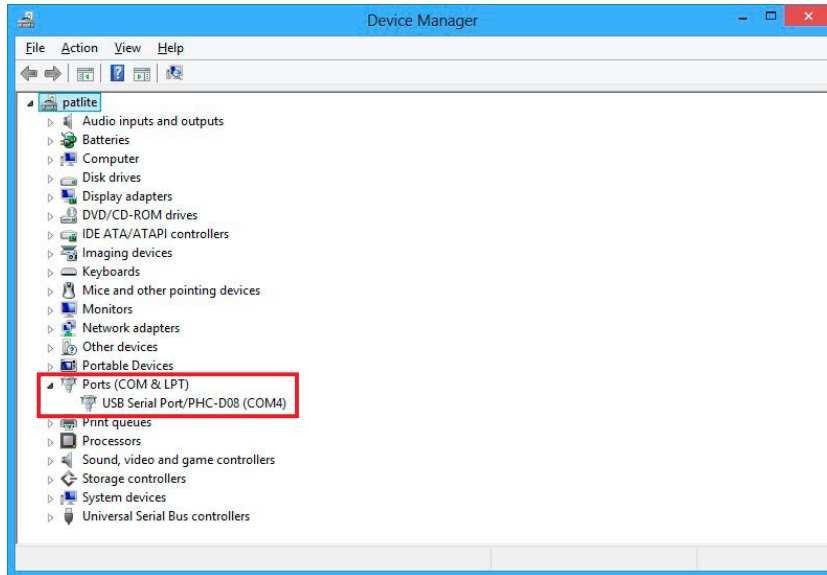 Device Manager
File Action View Help
patlite
Audio inputs and outputs
Batteries
Computer
Disk drives
Display adapters
DVD/CD-ROM drives
IDE ATA/ATAPI controllers
Imaging devices
Keyboards
Mice and other pointing devices
Monitors
Network adapters
Other devices
Portable Devices
Ports (COM & LPT)
USB Serial Port/PHC-D08 (COM4)
Print queues
Processors
Sound, video and game controllers
Storage controllers
System devices
Universal Serial Bus controllers